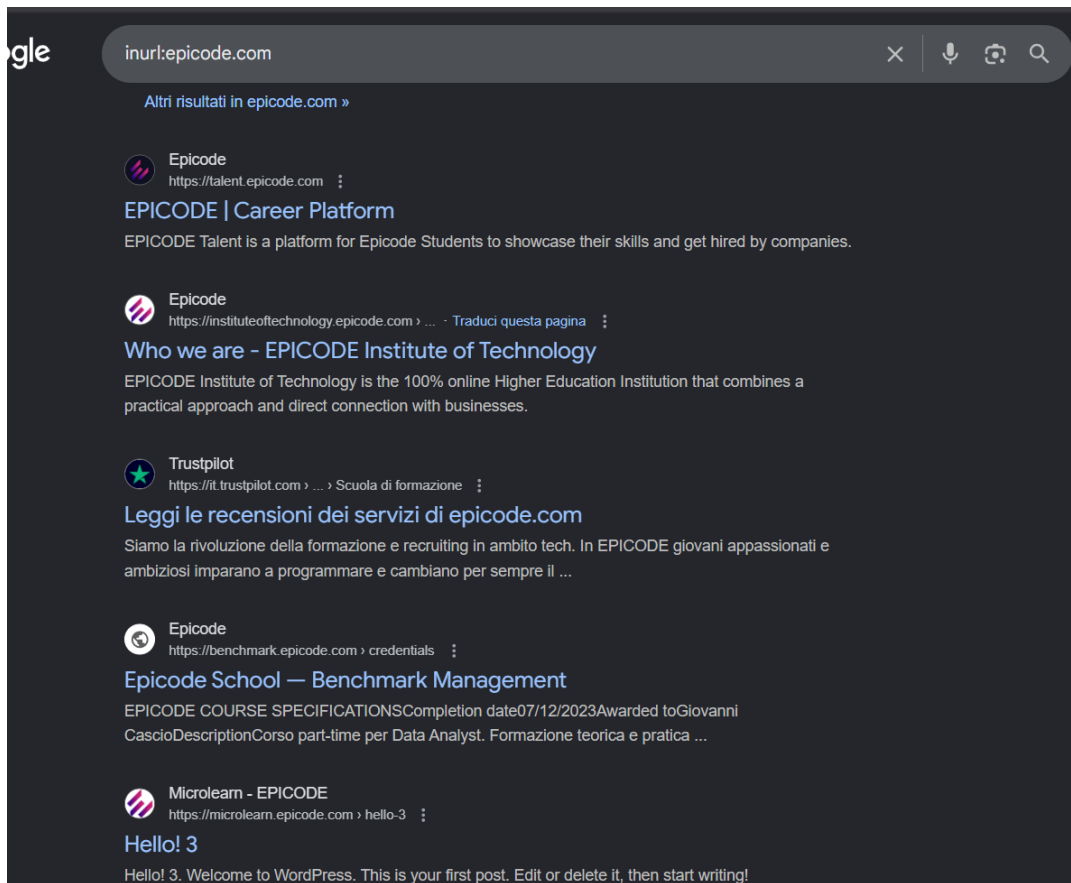 ogle
inurl:epicode.com
Altri risultati in epicode.com »
Epicode
https://talent.epicode.com
EPICODE | Career Platform
EPICODE Talent is a platform for Epicode Students to showcase their skills and get hired by companies.
Epicode
https://instituteoftechnology.epicode.com › ... · Traduci questa pagina
Who we are - EPICODE Institute of Technology
EPICODE Institute of Technology is the 100% online Higher Education Institution that combines a
practical approach and direct connection with businesses.
Trustpilot
https://it.trustpilot.com › ... › Scuola di formazione
Leggi le recensioni dei servizi di epicode.com
Siamo la rivoluzione della formazione e recruiting in ambito tech. In EPICODE giovani appassionati e
ambiziosi imparano a programmare e cambiano per sempre il ...
Epicode
https://benchmark.epicode.com › credentials
Epicode School — Benchmark Management
EPICODE COURSE SPECIFICATIONSCompletion date07/12/2023Awarded toGiovanni
CascioDescriptionCorso part-time per Data Analyst. Formazione teorica e pratica ...
Microlearn - EPICODE
https://microlearn.epicode.com › hello-3
Hello! 3
Hello! 3. Welcome to WordPress. This is your first post. Edit or delete it, then start writing!